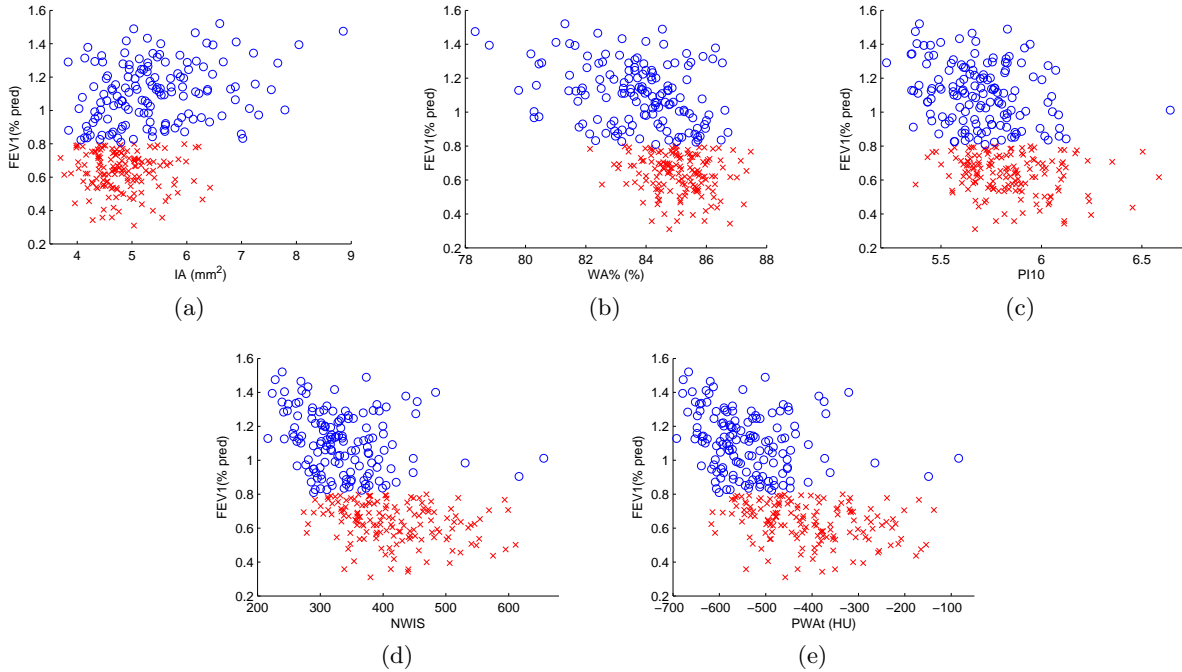 1.6
1.4
1.2
1
0.8
0.6
0.4
0.2
FEV1(% pred)
4 5 6 7 8 9
IA (mm²)
(a)
1.6
1.4
1.2
1
0.8
0.6
0.4
0.2
FEV1(% pred)
78 80 82 84 86 88
WA% (%)
(b)
1.6
1.4
1.2
1
0.8
0.6
0.4
0.2
FEV1(% pred)
5.5 6 6.5
PI10
(c)
1.6
1.4
1.2
1
0.8
0.6
0.4
0.2
FEV1(% pred)
200 300 400 500 600
NWIS
(d)
1.6
1.4
1.2
1
0.8
0.6
0.4
0.2
FEV1(% pred)
−700 −600 −500 −400 −300 −200 −100
PWAt (HU)
(e)